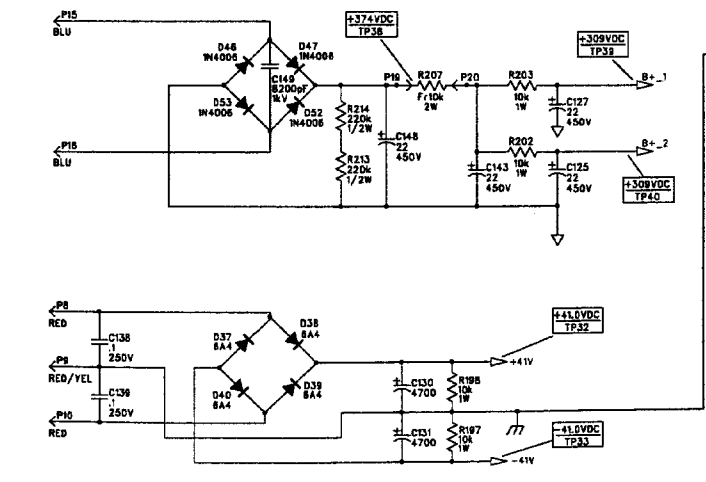 P15
BLU
+374VDC
TP38
D46
1N4006
D47
1N4006
C149
8200pF
1kV
D53
1N4006
D52
1N4006
P16
BLU
R214
220k
1/2W
R213
220k
1/2W
C148
22
450V
P19
R207
Fr10k
2W
P20
R203
10k
1W
C127
22
450V
+309VDC
TP39
B+_1
R202
10k
1W
C143
22
450V
C125
22
450V
B+_2
+309VDC
TP40
P8
RED
C138
.1
250V
P9
RED/YEL
C139
.1
250V
P10
RED
D37
6A4
D38
6A4
D40
6A4
D39
6A4
C130
4700
R198
10k
1W
C131
4700
R197
10k
1W
+41.0VDC
TP32
+41V
-41.0VDC
TP33
-41V